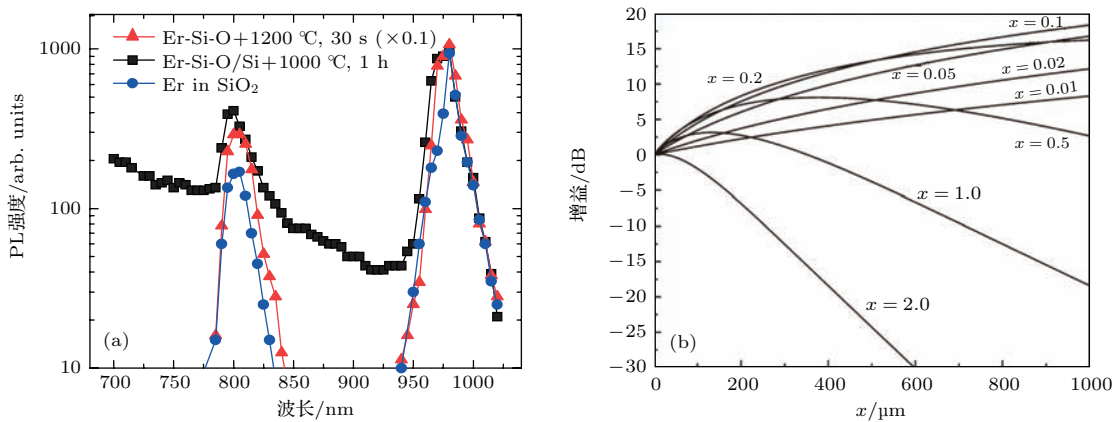 Er-Si-O+1200 ℃, 30 s (×0.1)
Er-Si-O/Si+1000 ℃, 1 h
Er in SiO₂
1000
100
10
PL强度/arb. units
(a)
700 750 800 850 900 950 1000
波长/nm
20
15
10
5
0
−5
−10
−15
−20
−25
−30
增益/dB
x=0.1
x=0.2
x=0.05
x=0.02
x=0.01
x=0.5
x=1.0
x=2.0
(b)
0 200 400 600 800 1000
x/µm